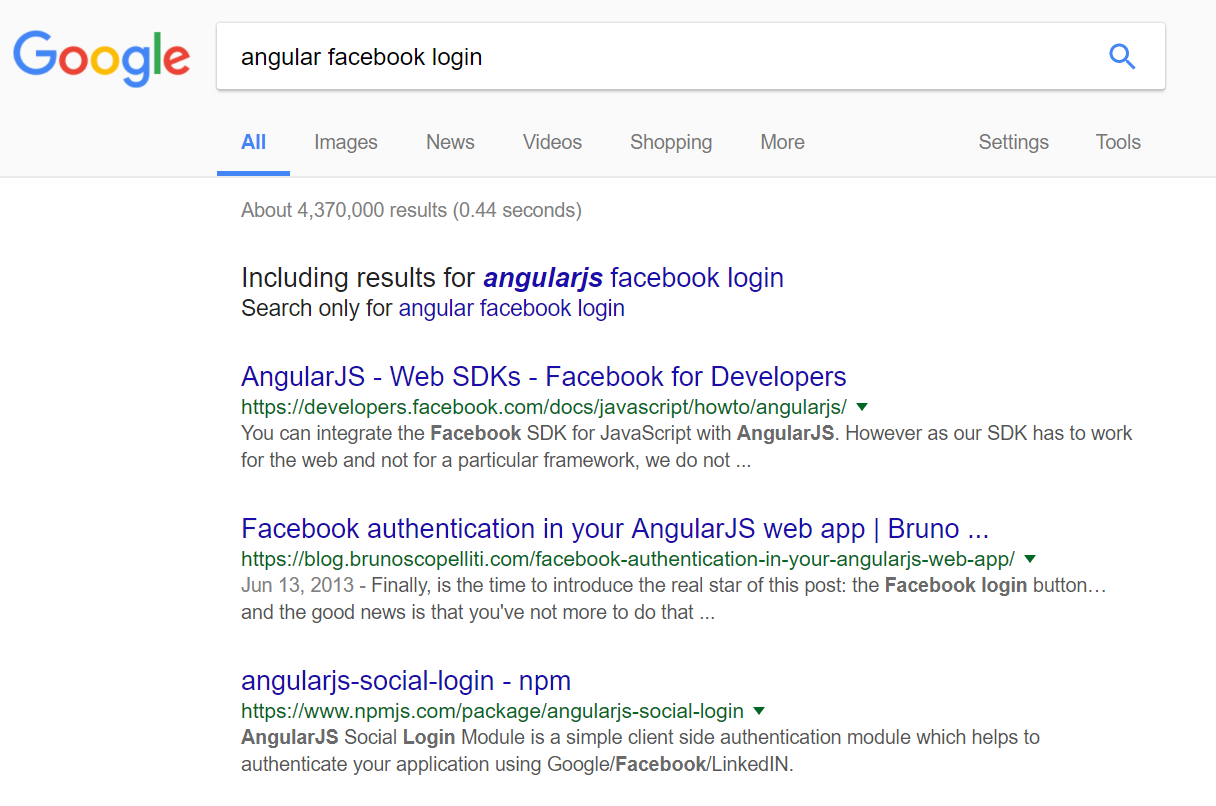 Google
angular facebook login
All Images News Videos Shopping More Settings Tools
About 4,370,000 results (0.44 seconds)
Including results for angularjs facebook login
Search only for angular facebook login
AngularJS - Web SDKs - Facebook for Developers
https://developers.facebook.com/docs/javascript/howto/angularjs/
You can integrate the Facebook SDK for JavaScript with AngularJS. However as our SDK has to work
for the web and not for a particular framework, we do not ...
Facebook authentication in your AngularJS web app | Bruno ...
https://blog.brunoscopelliti.com/facebook-authentication-in-your-angularjs-web-app/
Jun 13, 2013 - Finally, is the time to introduce the real star of this post: the Facebook login button…
and the good news is that you've not more to do that ...
angularjs-social-login - npm
https://www.npmjs.com/package/angularjs-social-login
AngularJS Social Login Module is a simple client side authentication module which helps to
authenticate your application using Google/Facebook/LinkedIN.